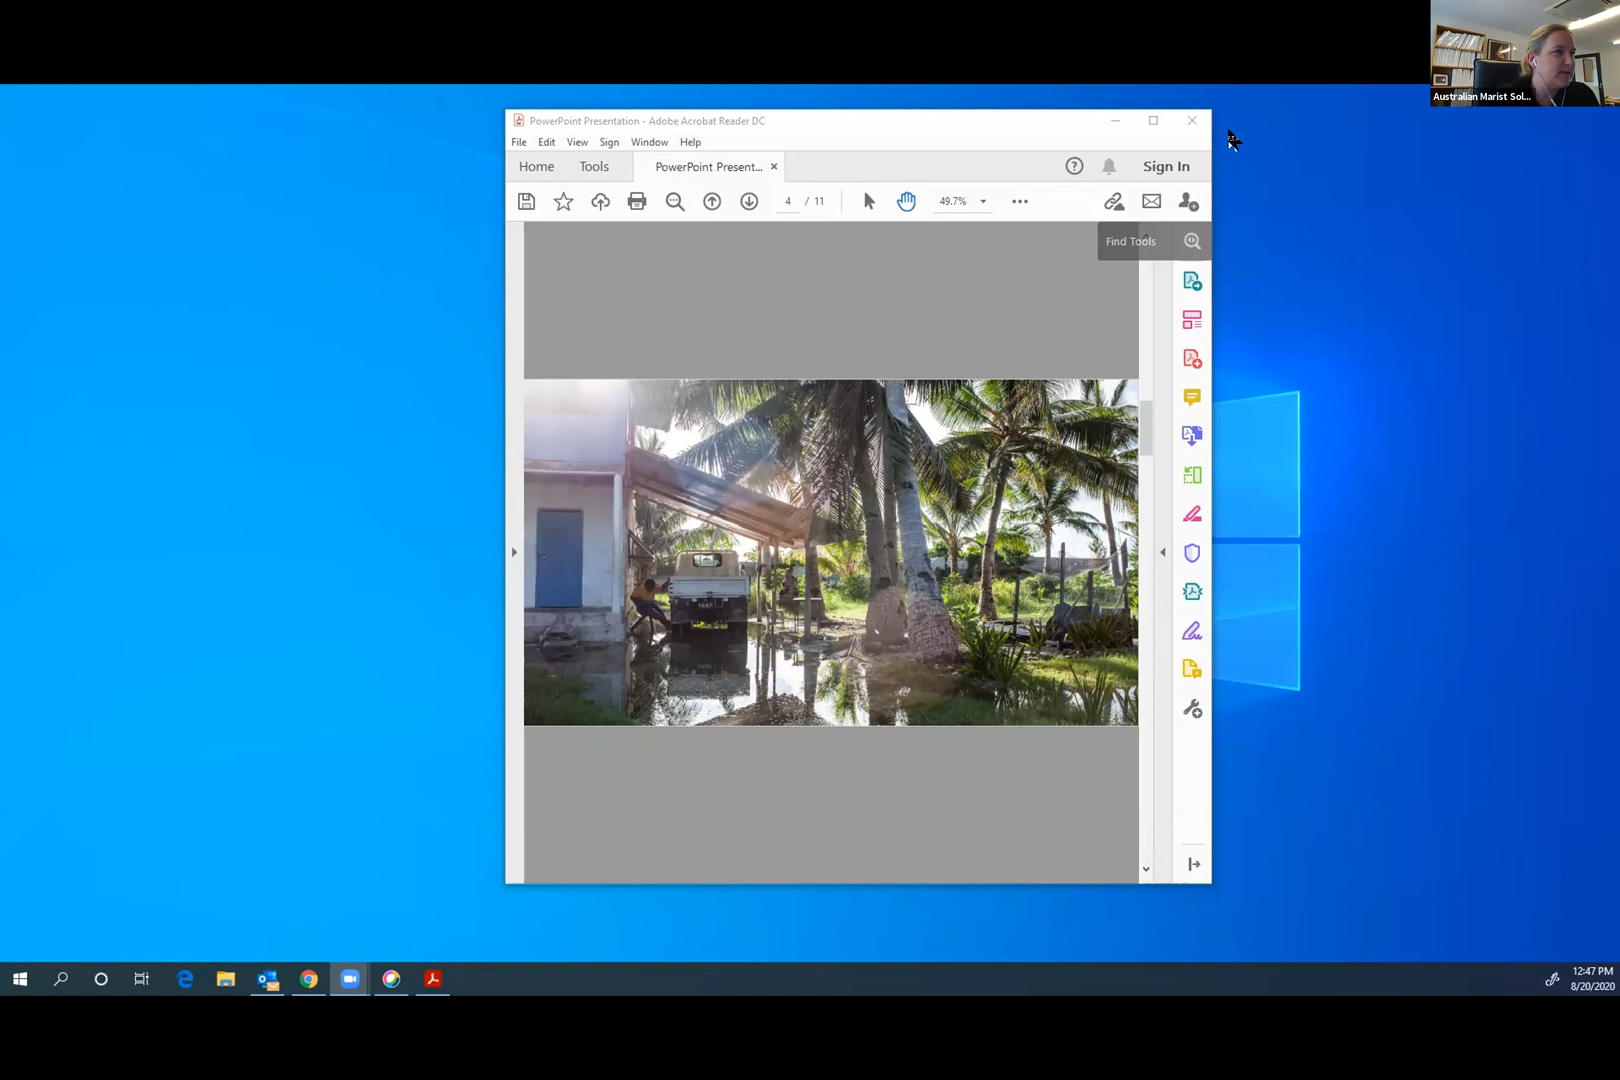 Australian Marist Sol...
PowerPoint Presentation - Adobe Acrobat Reader DC
File Edit View Sign Window Help
Home Tools PowerPoint Present... Sign In
4 / 11 49.7%
Find Tools
12:47 PM
8/20/2020